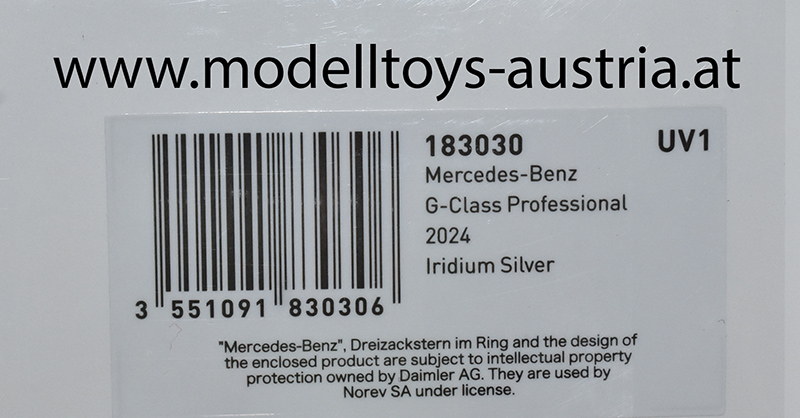 www.modelltoys-austria.at
183030 UV1
Mercedes-Benz
G-Class Professional
2024
Iridium Silver
3 551091 830306
"Mercedes-Benz", Dreizackstern im Ring and the design of
the enclosed product are subject to intellectual property
protection owned by Daimler AG. They are used by
Norev SA under license.